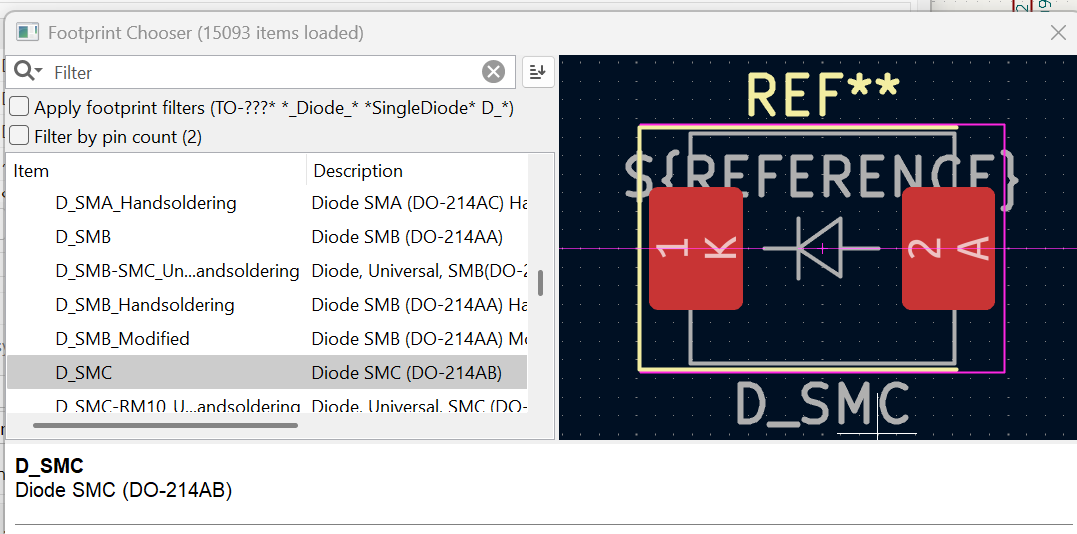 Footprint Chooser (15093 items loaded)
Filter
Apply footprint filters (TO-???* *_Diode_* *SingleDiode* D_*)
Filter by pin count (2)
Item Description
D_SMA_Handsoldering Diode SMA (DO-214AC) Ha
D_SMB Diode SMB (DO-214AA)
D_SMB-SMC_Un...andsoldering Diode, Universal, SMB(DO-2
D_SMB_Handsoldering Diode SMB (DO-214AA) Ha
D_SMB_Modified Diode SMB (DO-214AA) Mo
D_SMC Diode SMC (DO-214AB)
D_SMC-RM10_U...andsoldering Diode, Universal, SMC (DO-
REF**
${REFERENCE}
1 K
2 A
D_SMC
D_SMC
Diode SMC (DO-214AB)